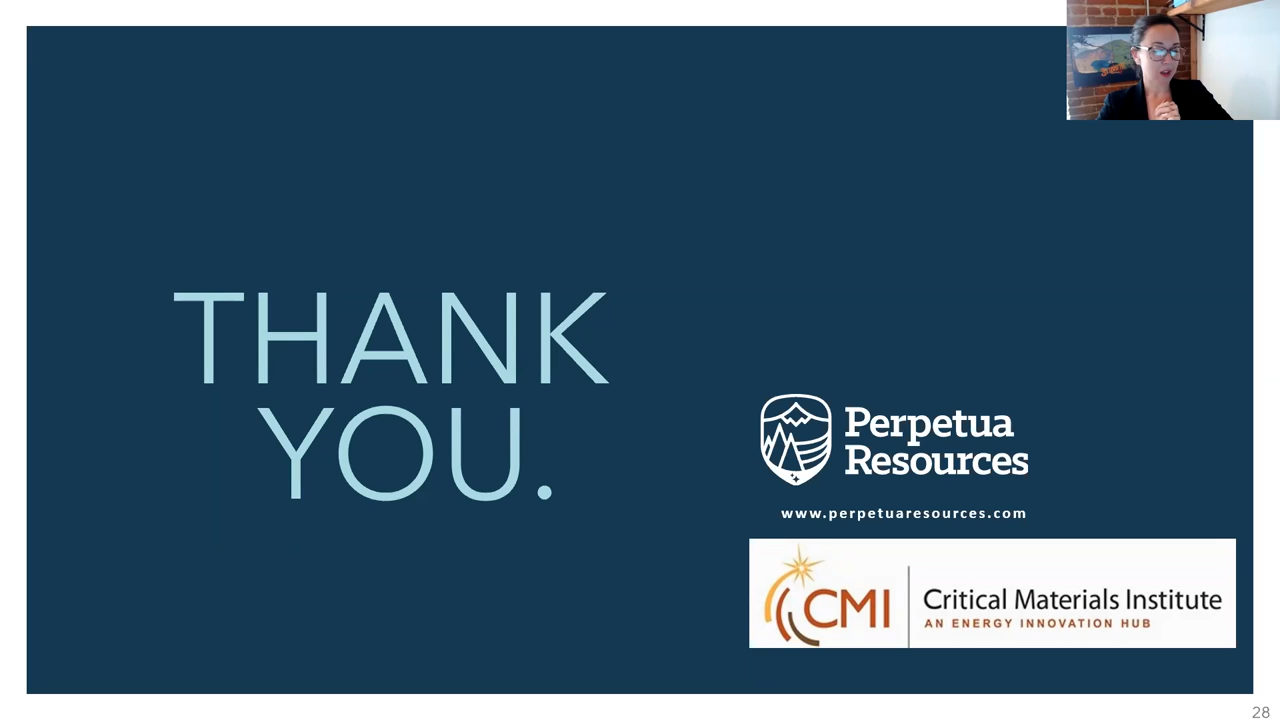 THANK
YOU.
Perpetua
Resources
www.perpetuaresources.com
CMI
Critical Materials Institute
AN ENERGY INNOVATION HUB
28